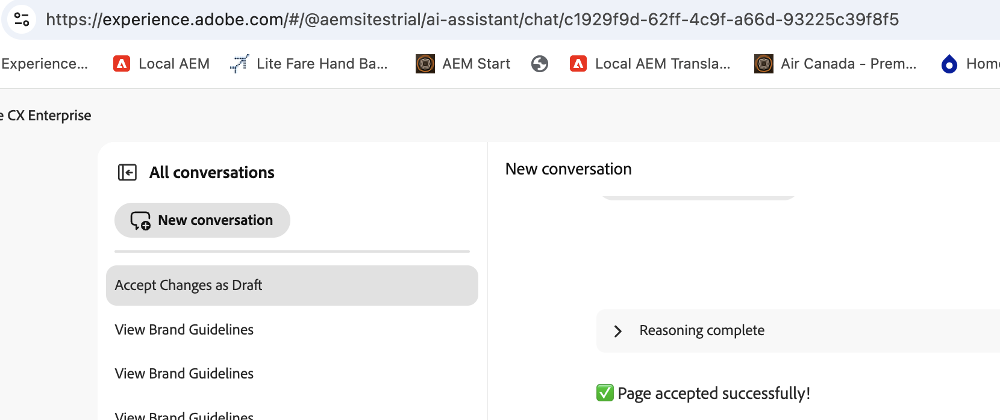 https://experience.adobe.com/#/@aemsitestrial/ai-assistant/chat/c1929f9d-62ff-4c9f-a66d-93225c39f8f5
Experience... Local AEM Lite Fare Hand Ba... AEM Start Local AEM Transla... Air Canada - Prem... Home
e CX Enterprise
All conversations
New conversation
New conversation
Accept Changes as Draft
View Brand Guidelines
View Brand Guidelines
View Brand Guidelines
Reasoning complete
✅ Page accepted successfully!